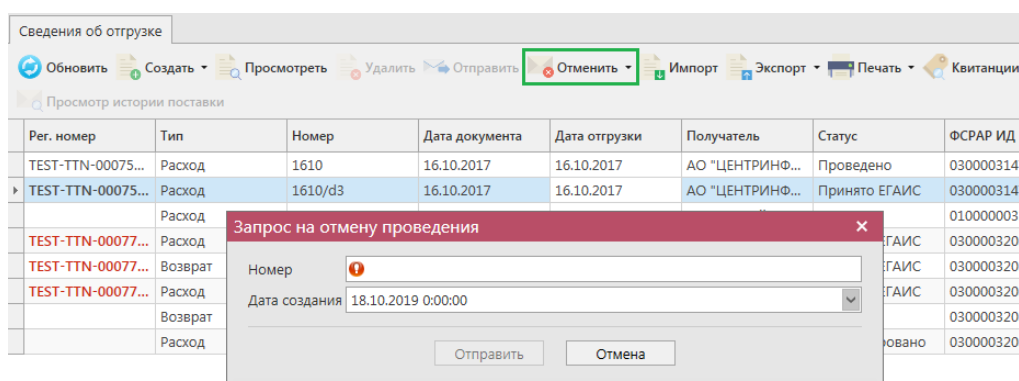 Сведения об отгрузке
Обновить Создать Просмотреть Удалить Отправить Отменить Импорт Экспорт Печать Квитанции
Просмотр истории поставки
Рег. номер Тип Номер Дата документа Дата отгрузки Получатель Статус ФСРАР ИД
TEST-TTN-00075... Расход 1610 16.10.2017 16.10.2017 АО "ЦЕНТРИНФ... Проведено 030000314
TEST-TTN-00075... Расход 1610/d3 16.10.2017 16.10.2017 АО "ЦЕНТРИНФ... Принято ЕГАИС 030000314
Расход 010000003
Запрос на отмену проведения
TEST-TTN-00077... Расход ЕГАИС 030000320
Номер
TEST-TTN-00077... Возврат ЕГАИС 030000320
Дата создания 18.10.2019 0:00:00
TEST-TTN-00077... Расход ЕГАИС 030000320
Возврат 030000320
Расход овано 030000320
Отправить Отмена